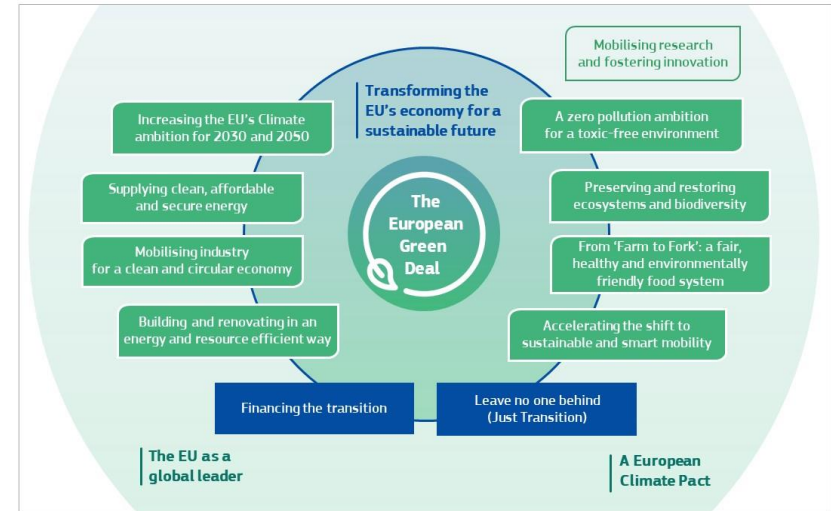 Mobilising research
and fostering innovation
Transforming the
EU's economy for a
sustainable future
Increasing the EU's Climate
ambition for 2030 and 2050
A zero pollution ambition
for a toxic-free environment
Supplying clean, affordable
and secure energy
Preserving and restoring
ecosystems and biodiversity
The
European
Green
Deal
Mobilising industry
for a clean and circular economy
From 'Farm to Fork': a fair,
healthy and environmentally
friendly food system
Building and renovating in an
energy and resource efficient way
Accelerating the shift to
sustainable and smart mobility
Financing the transition
Leave no one behind
(Just Transition)
The EU as a
global leader
A European
Climate Pact